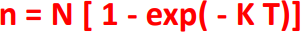 n = N [ 1 - exp( - K T)]